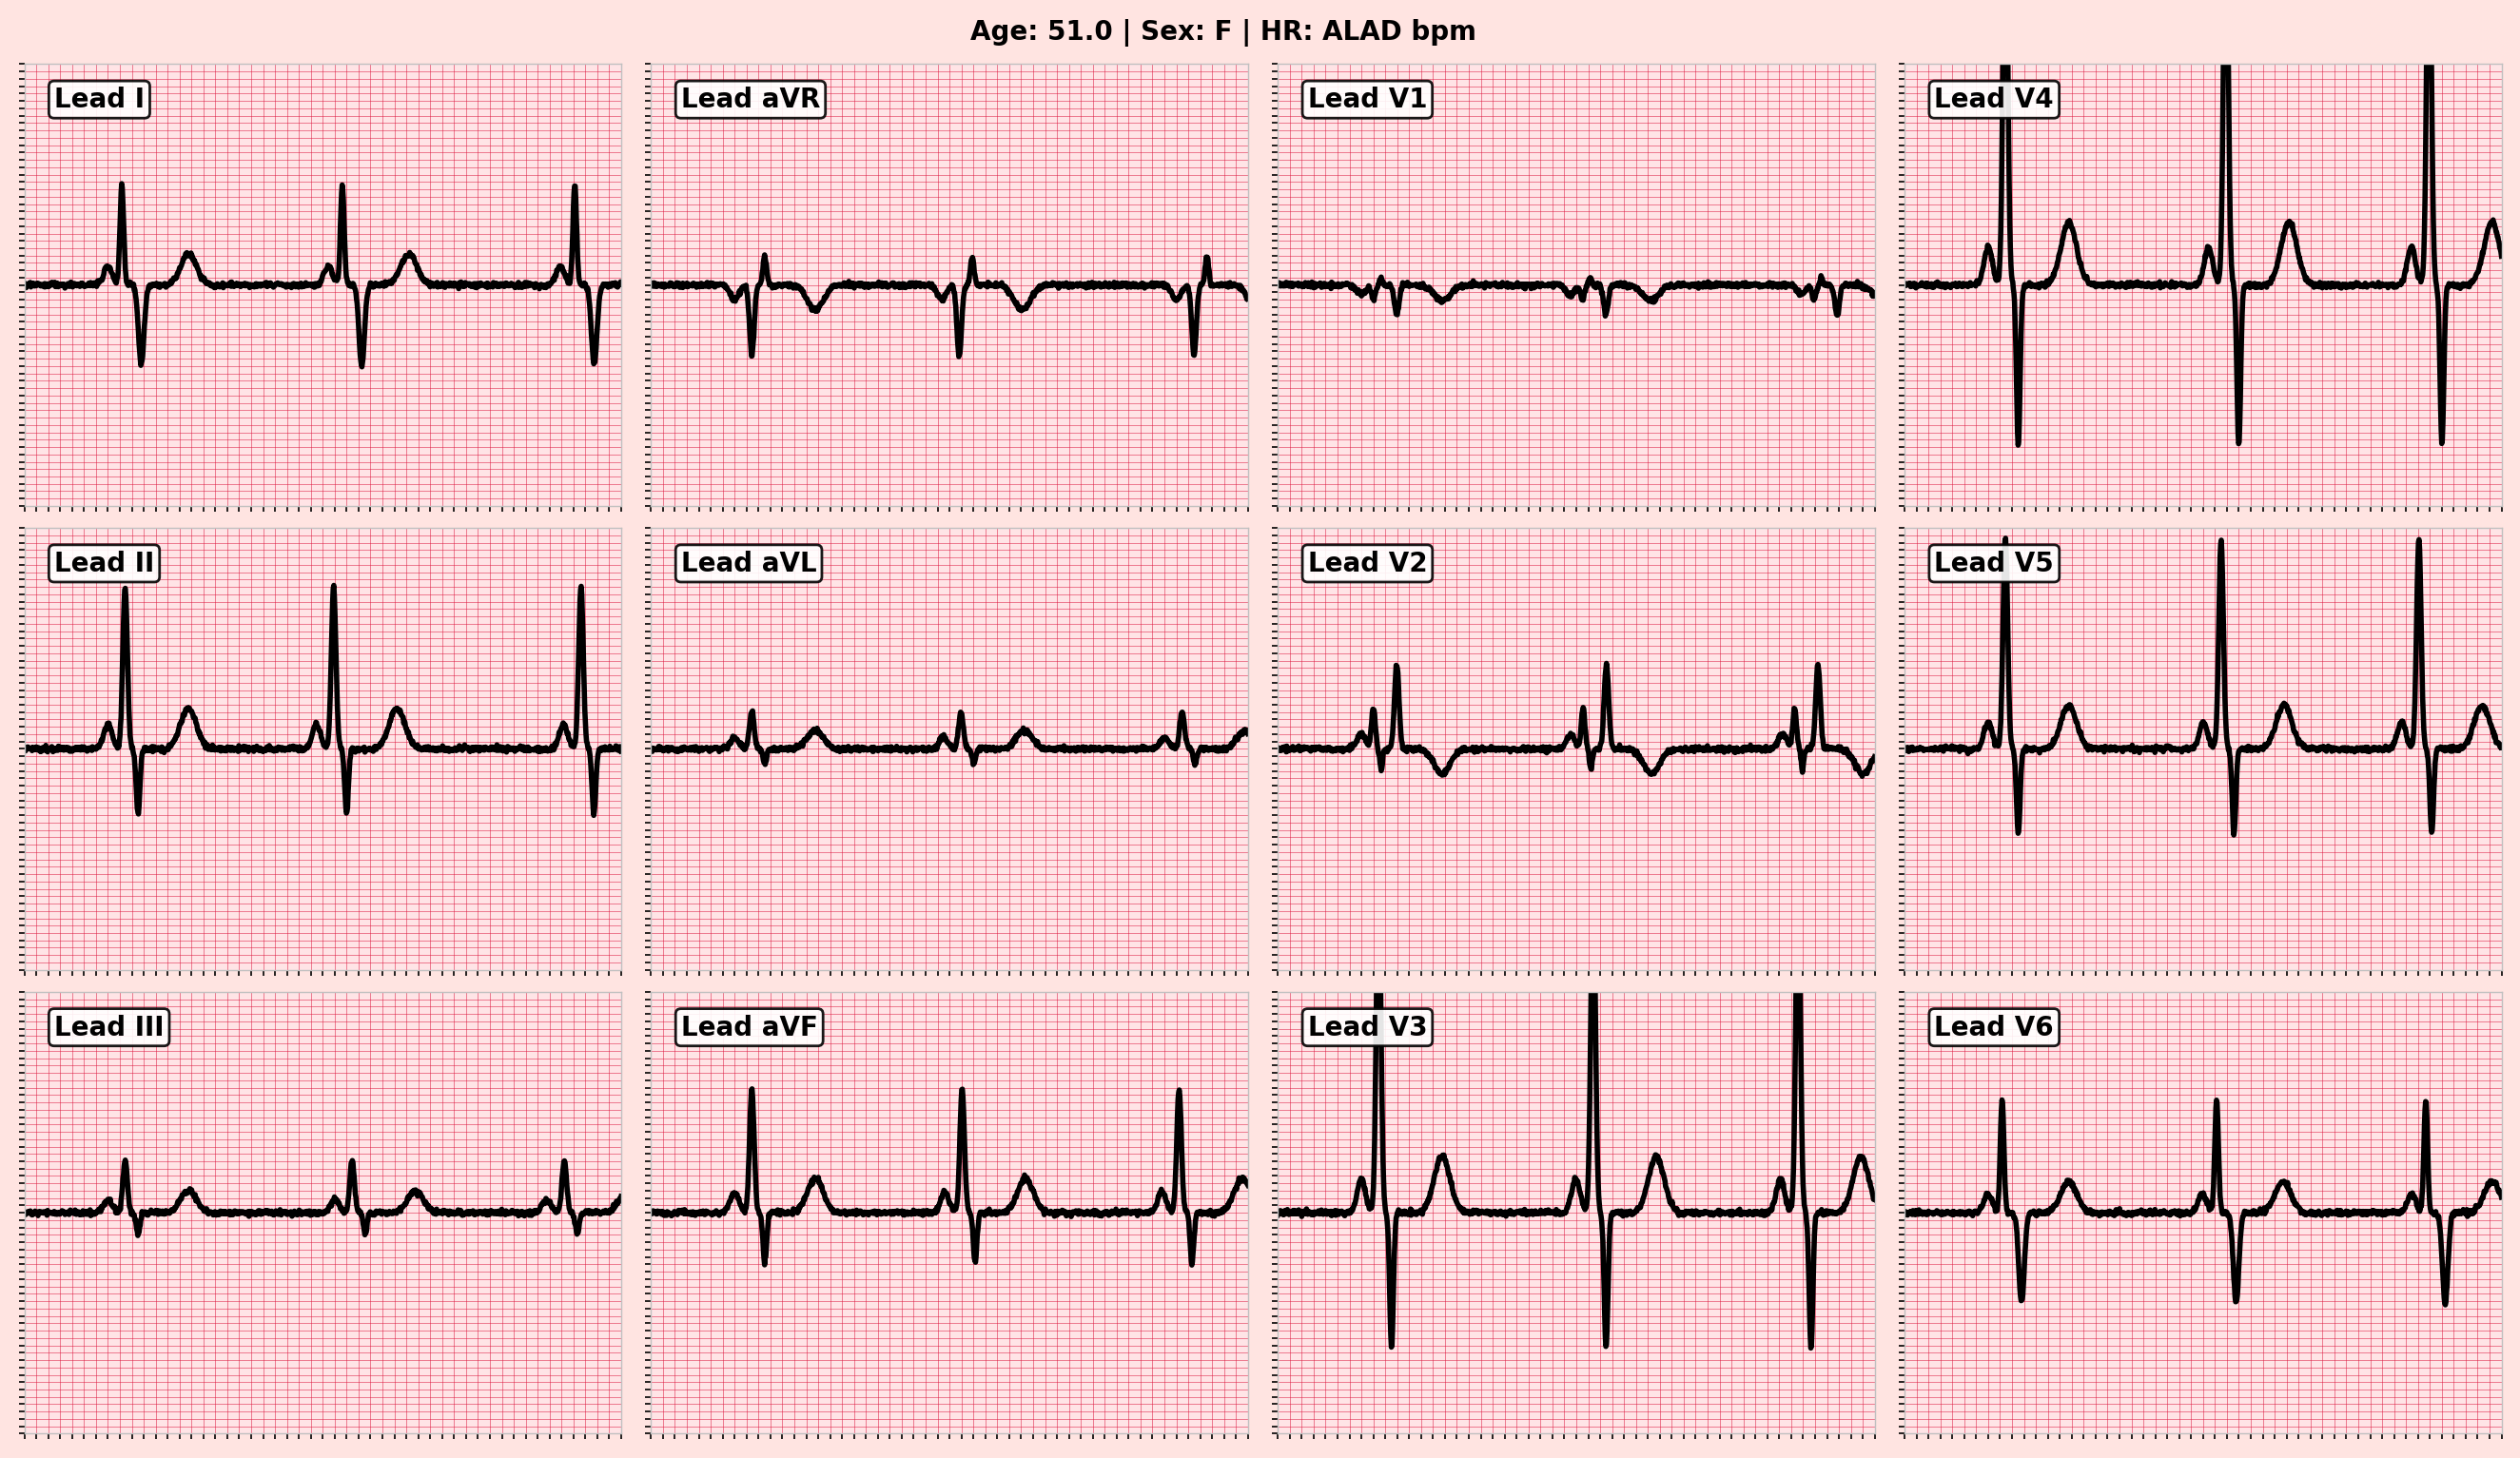 Age: 51.0 | Sex: F | HR: ALAD bpm
Lead I
Lead aVR
Lead V1
Lead V4
Lead II
Lead aVL
Lead V2
Lead V5
Lead III
Lead aVF
Lead V3
Lead V6